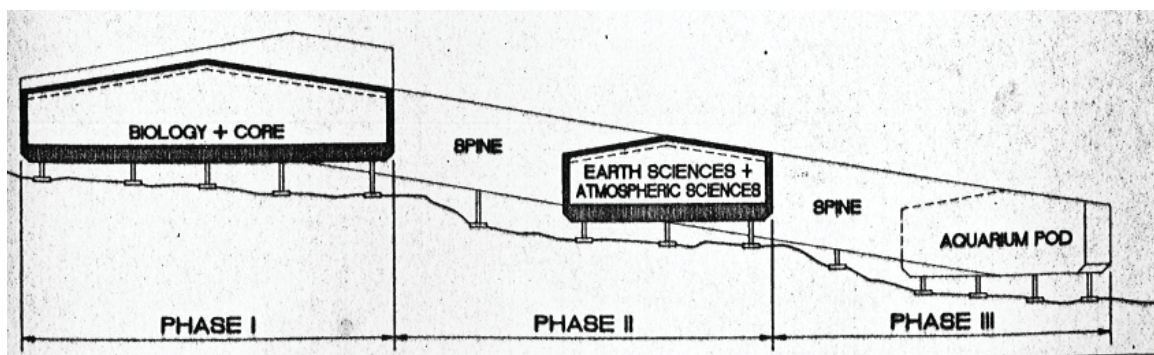 BIOLOGY + CORE
SPINE
EARTH SCIENCES +
ATMOSPHERIC SCIENCES
SPINE
AQUARIUM POD
PHASE I
PHASE II
PHASE III